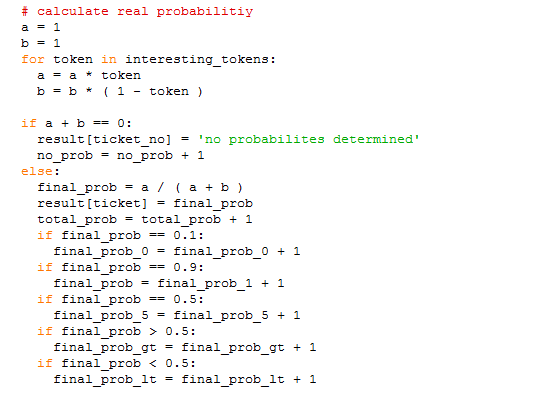 # calculate real probabilitiy
a = 1
b = 1
for token in interesting_tokens:
  a = a * token
  b = b * ( 1 - token )

if a + b == 0:
  result[ticket_no] = 'no probabilites determined'
  no_prob = no_prob + 1
else:
  final_prob = a / ( a + b )
  result[ticket] = final_prob
  total_prob = total_prob + 1
  if final_prob == 0.1:
    final_prob_0 = final_prob_0 + 1
  if final_prob == 0.9:
    final_prob = final_prob_1 + 1
  if final_prob == 0.5:
    final_prob_5 = final_prob_5 + 1
  if final_prob > 0.5:
    final_prob_gt = final_prob_gt + 1
  if final_prob < 0.5:
    final_prob_lt = final_prob_lt + 1